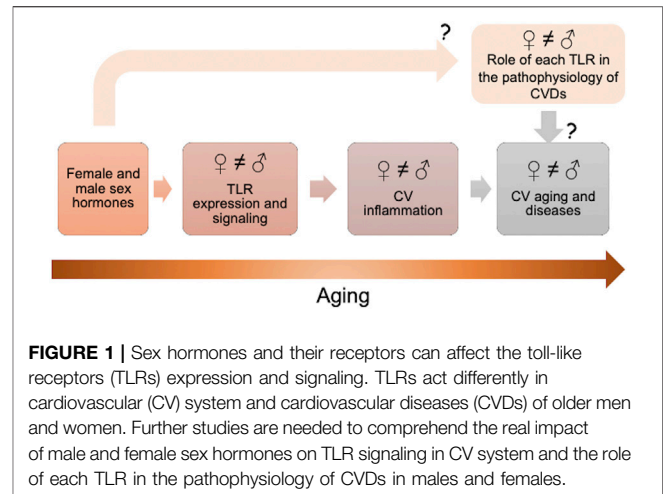 ?
♀ ≠ ♂
Role of each TLR in
the pathophysiology of
CVDs
?
Female and
male sex
hormones
♀ ≠ ♂
TLR
expression and
signaling
♀ ≠ ♂
CV
inflammation
♀ ≠ ♂
CV aging and
diseases
Aging
FIGURE 1 | Sex hormones and their receptors can affect the toll-like
receptors (TLRs) expression and signaling. TLRs act differently in
cardiovascular (CV) system and cardiovascular diseases (CVDs) of older men
and women. Further studies are needed to comprehend the real impact
of male and female sex hormones on TLR signaling in CV system and the role
of each TLR in the pathophysiology of CVDs in males and females.